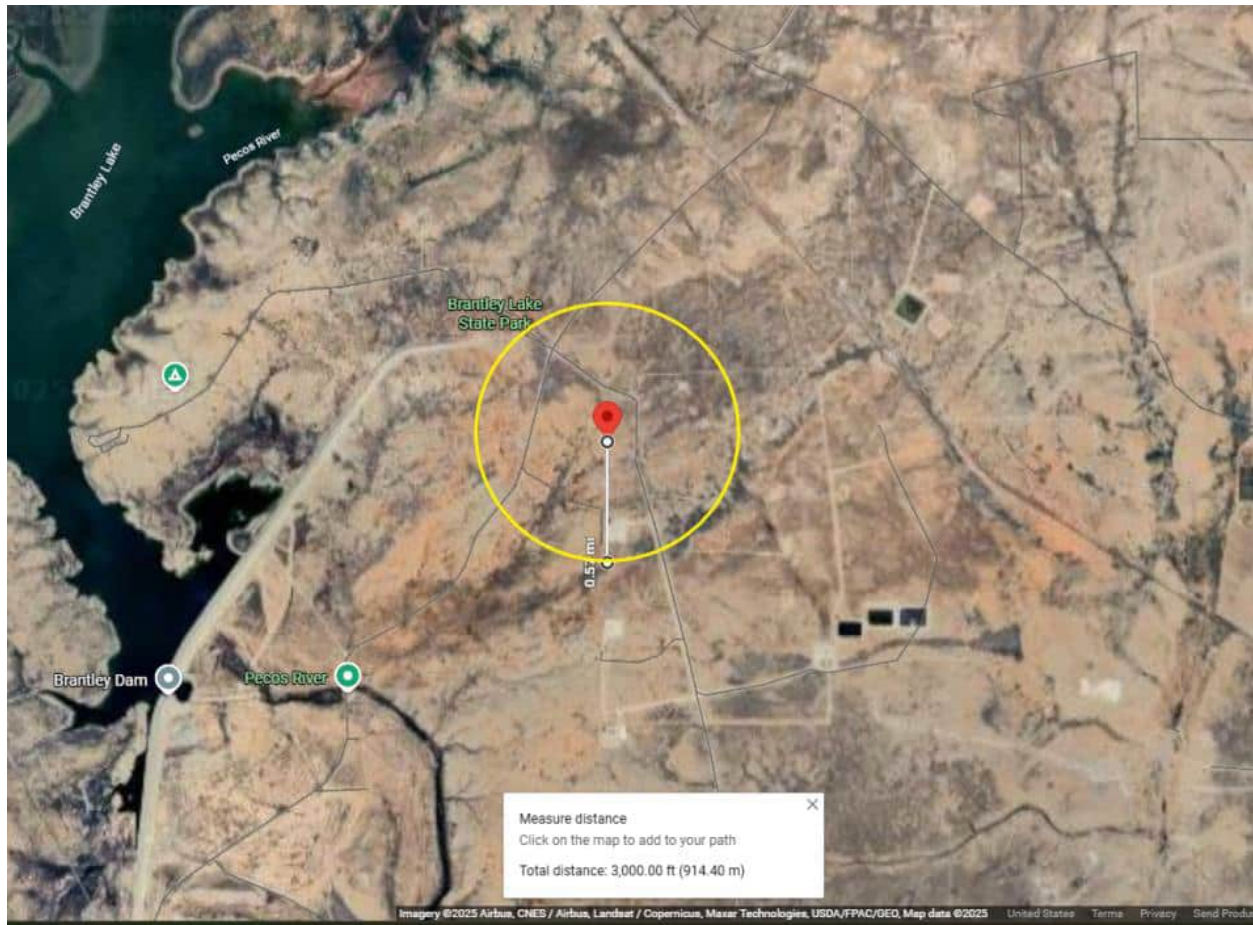 Brantley Lake
Pecos River
Brantley Lake
State Park
0.57 mi
Brantley Dam
Pecos River
Measure distance
Click on the map to add to your path
Total distance: 3,000.00 ft (914.40 m)
Imagery ©2025 Airbus, CNES / Airbus, Landsat / Copernicus, Maxar Technologies, USDA/FPAC/GEO, Map data ©2025 United States Terms Privacy Send Produ